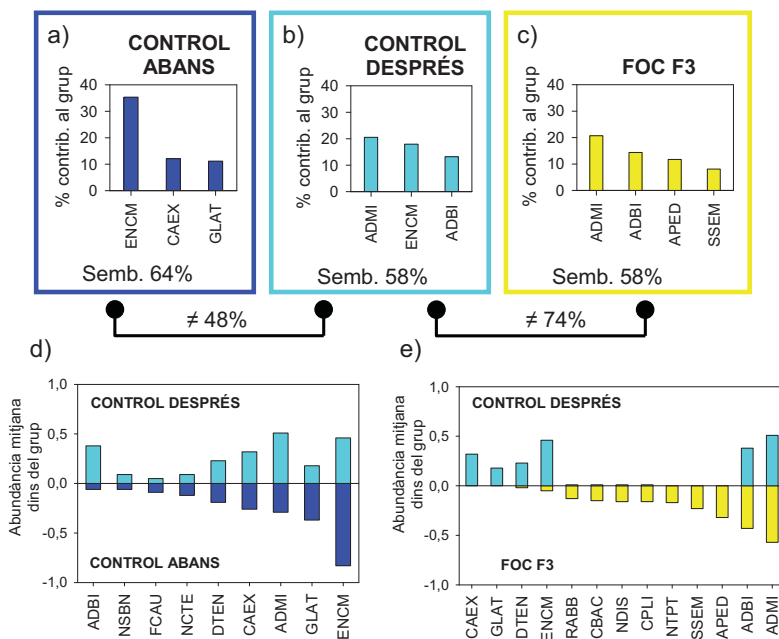 a)
CONTROL
ABANS
% contrib. al grup
40
30
20
10
0
ENCM
CAEX
GLAT
Semb. 64%
b)
CONTROL
DESPRÉS
% contrib. al grup
40
20
0
ADMI
ENCM
ADBI
Semb. 58%
c)
FOC F3
% contrib. al grup
40
30
20
10
0
ADMI
ADBI
APED
SSEM
Semb. 58%
≠ 48%
≠ 74%
d)
Abundància mitjana
dins del grup
1,0
0,5
0,0
-0,5
-1,0
CONTROL DESPRÉS
CONTROL ABANS
ADBI
NSBN
FCAU
NCTE
DTEN
CAEX
ADMI
GLAT
ENCM
e)
Abundància mitjana
dins del grup
1,0
0,5
0,0
-0,5
-1,0
CONTROL DESPRÉS
FOC F3
CAEX
GLAT
DTEN
ENCM
RABB
CBAC
NDIS
CPLI
NTPT
SSEM
APED
ADBI
ADMI